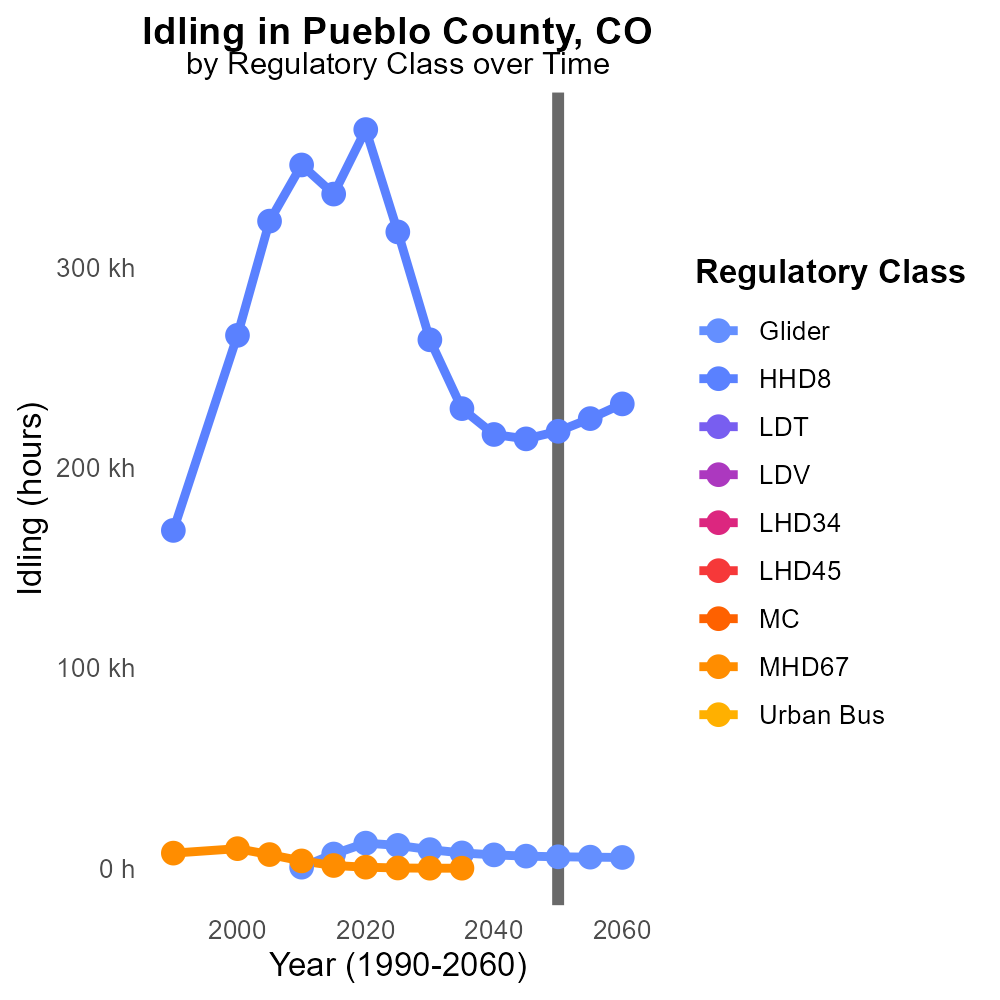 Idling in Pueblo County, CO
by Regulatory Class over Time
Idling (hours)
300 kh
200 kh
100 kh
0 h
2000 2020 2040 2060
Year (1990-2060)
Regulatory Class
Glider
HHD8
LDT
LDV
LHD34
LHD45
MC
MHD67
Urban Bus